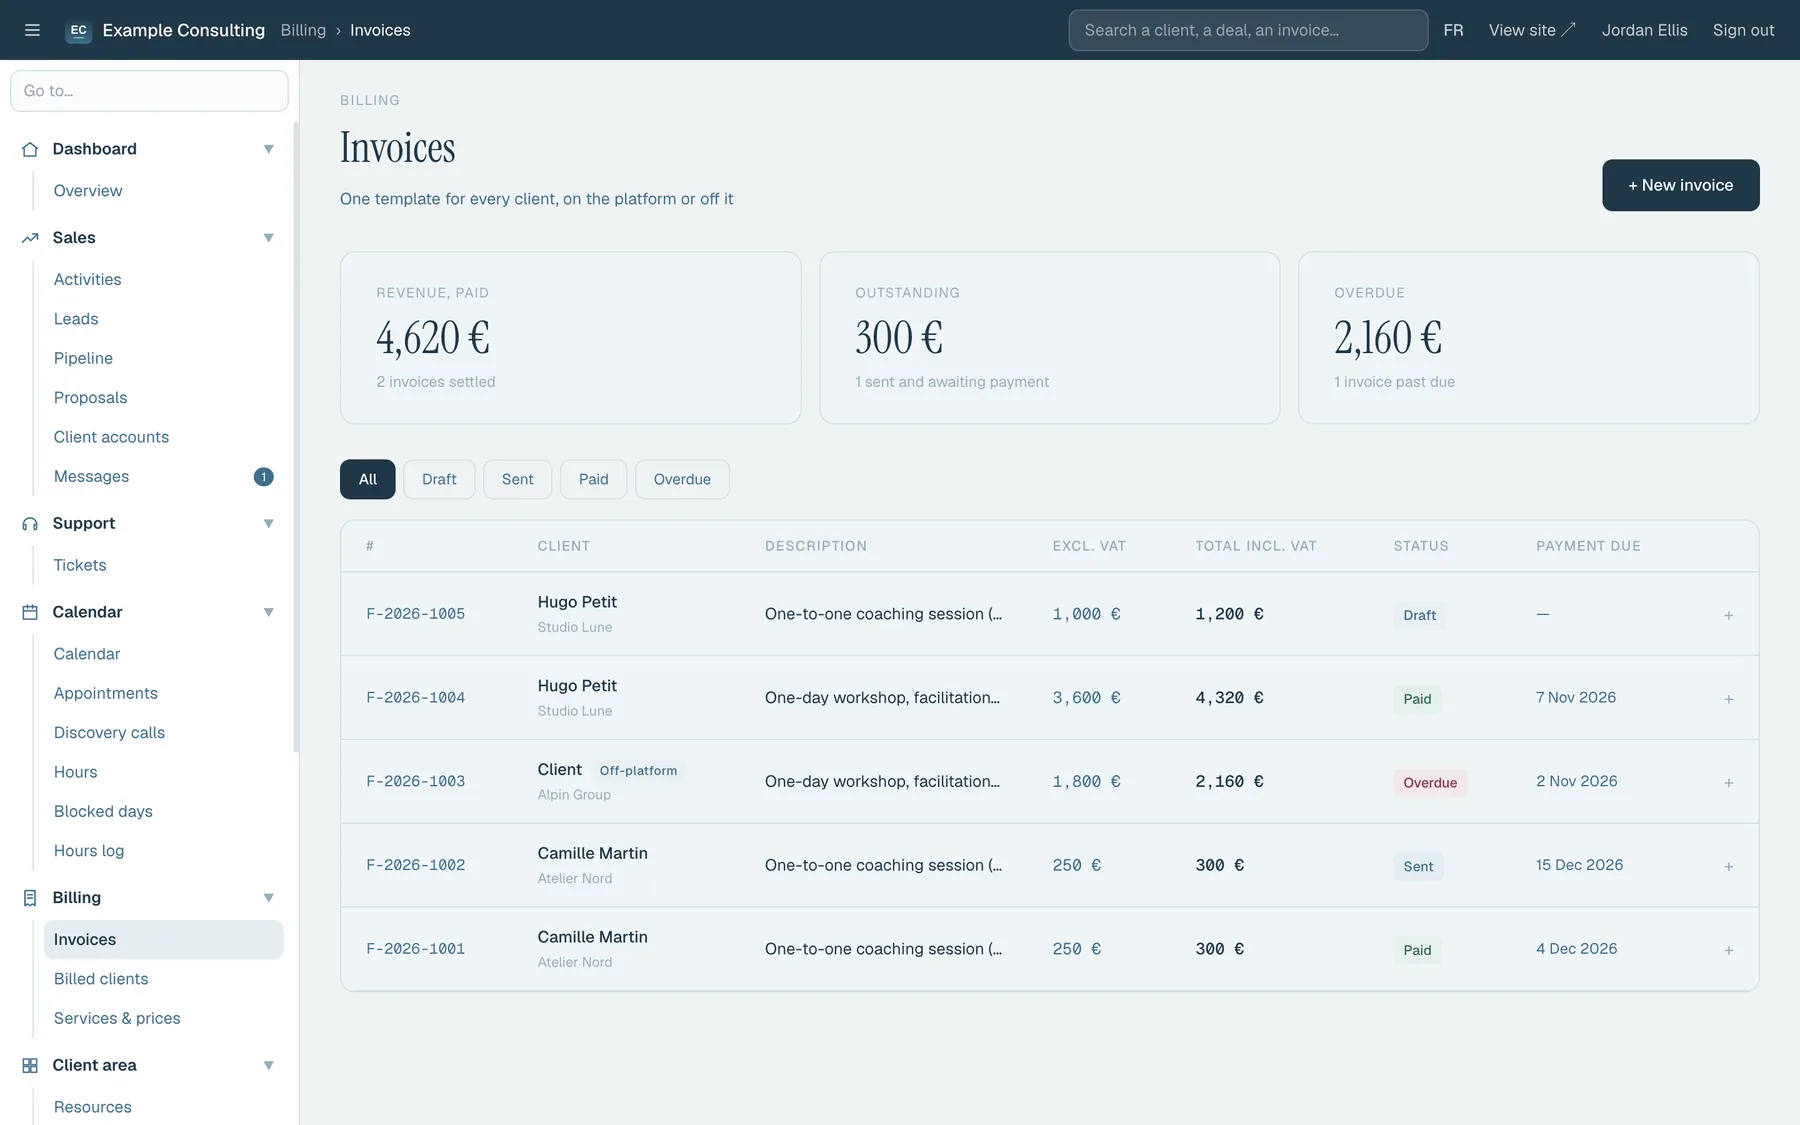 EC Example Consulting Billing › Invoices
Search a client, a deal, an invoice...
FR
View site ↗
Jordan Ellis
Sign out
Go to...
Dashboard ▼
Overview
Sales ▼
Activities
Leads
Pipeline
Proposals
Client accounts
Messages 1
Support ▼
Tickets
Calendar ▼
Calendar
Appointments
Discovery calls
Hours
Blocked days
Hours log
Billing ▼
Invoices
Billed clients
Services & prices
Client area ▼
Resources
BILLING
Invoices
One template for every client, on the platform or off it
+ New invoice
REVENUE, PAID
4,620 €
2 invoices settled
OUTSTANDING
300 €
1 sent and awaiting payment
OVERDUE
2,160 €
1 invoice past due
All Draft Sent Paid Overdue
# CLIENT DESCRIPTION EXCL. VAT TOTAL INCL. VAT STATUS PAYMENT DUE
F-2026-1005 Hugo Petit One-to-one coaching session (... 1,000 € 1,200 € Draft — +
Studio Lune
F-2026-1004 Hugo Petit One-day workshop, facilitation... 3,600 € 4,320 € Paid 7 Nov 2026 +
Studio Lune
F-2026-1003 Client Off-platform One-day workshop, facilitation... 1,800 € 2,160 € Overdue 2 Nov 2026 +
Alpin Group
F-2026-1002 Camille Martin One-to-one coaching session (... 250 € 300 € Sent 15 Dec 2026 +
Atelier Nord
F-2026-1001 Camille Martin One-to-one coaching session (... 250 € 300 € Paid 4 Dec 2026 +
Atelier Nord